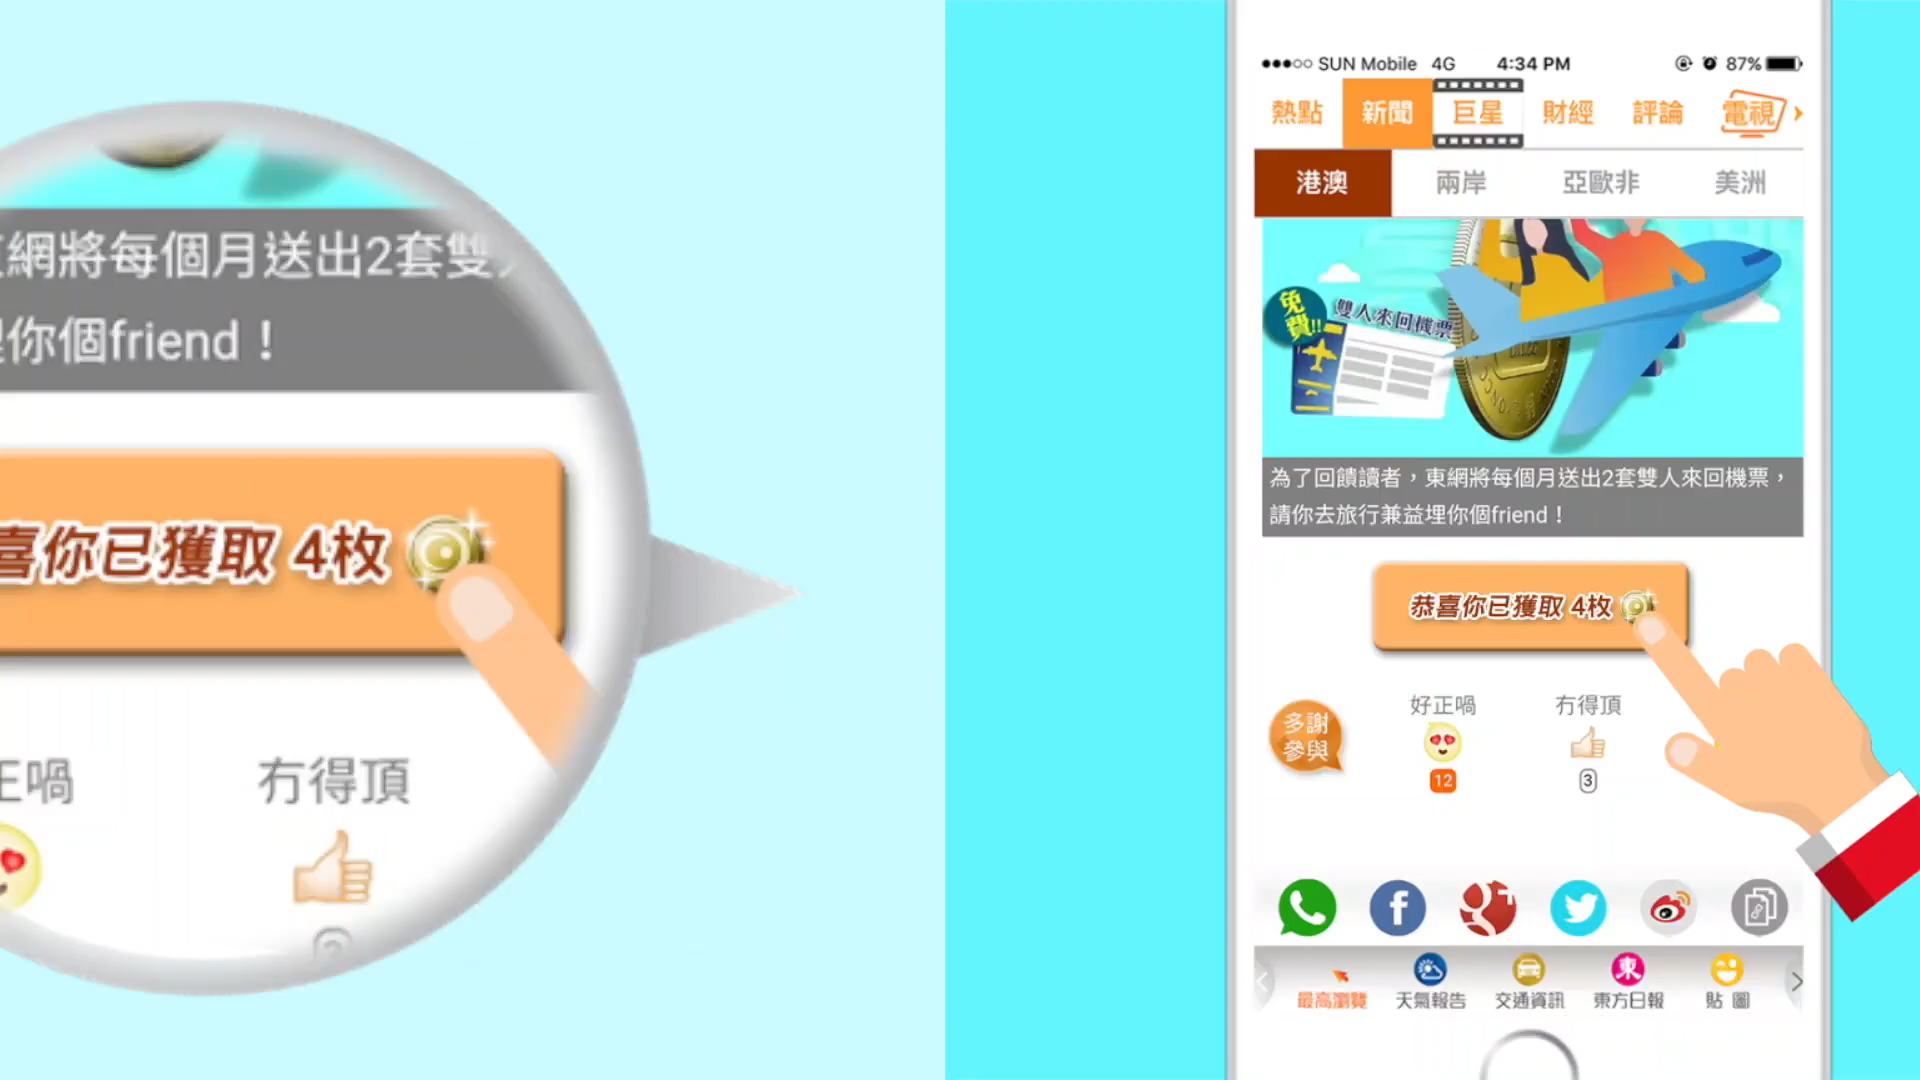 網將每個月送出2套雙人
埋你個friend！
喜你已獲取 4枚
正喎
冇得頂
SUN Mobile 4G 4:34 PM 87%
熱點 新聞 巨星 財經 評論 電視
港澳 兩岸 亞歐非 美洲
免費!!
雙人來回機票
為了回饋讀者，東網將每個月送出2套雙人來回機票，
請你去旅行兼益埋你個friend！
恭喜你已獲取 4枚
多謝
參與
好正喎 冇得頂
12 3
最高瀏覽 天氣報告 交通資訊 東方日報 貼 圖